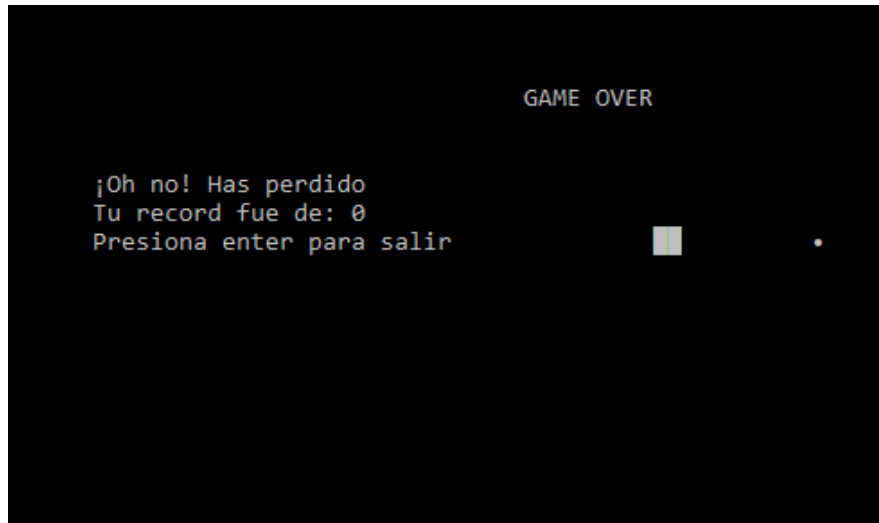 GAME OVER
¡Oh no! Has perdido
Tu record fue de: 0
Presiona enter para salir